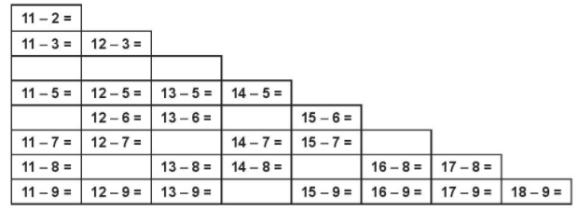 11 – 2 =
11 – 3 = 12 – 3 =
11 – 5 = 12 – 5 = 13 – 5 = 14 – 5 =
12 – 6 = 13 – 6 = 15 – 6 =
11 – 7 = 12 – 7 = 14 – 7 = 15 – 7 =
11 – 8 = 13 – 8 = 14 – 8 = 16 – 8 = 17 – 8 =
11 – 9 = 12 – 9 = 13 – 9 = 15 – 9 = 16 – 9 = 17 – 9 = 18 – 9 =